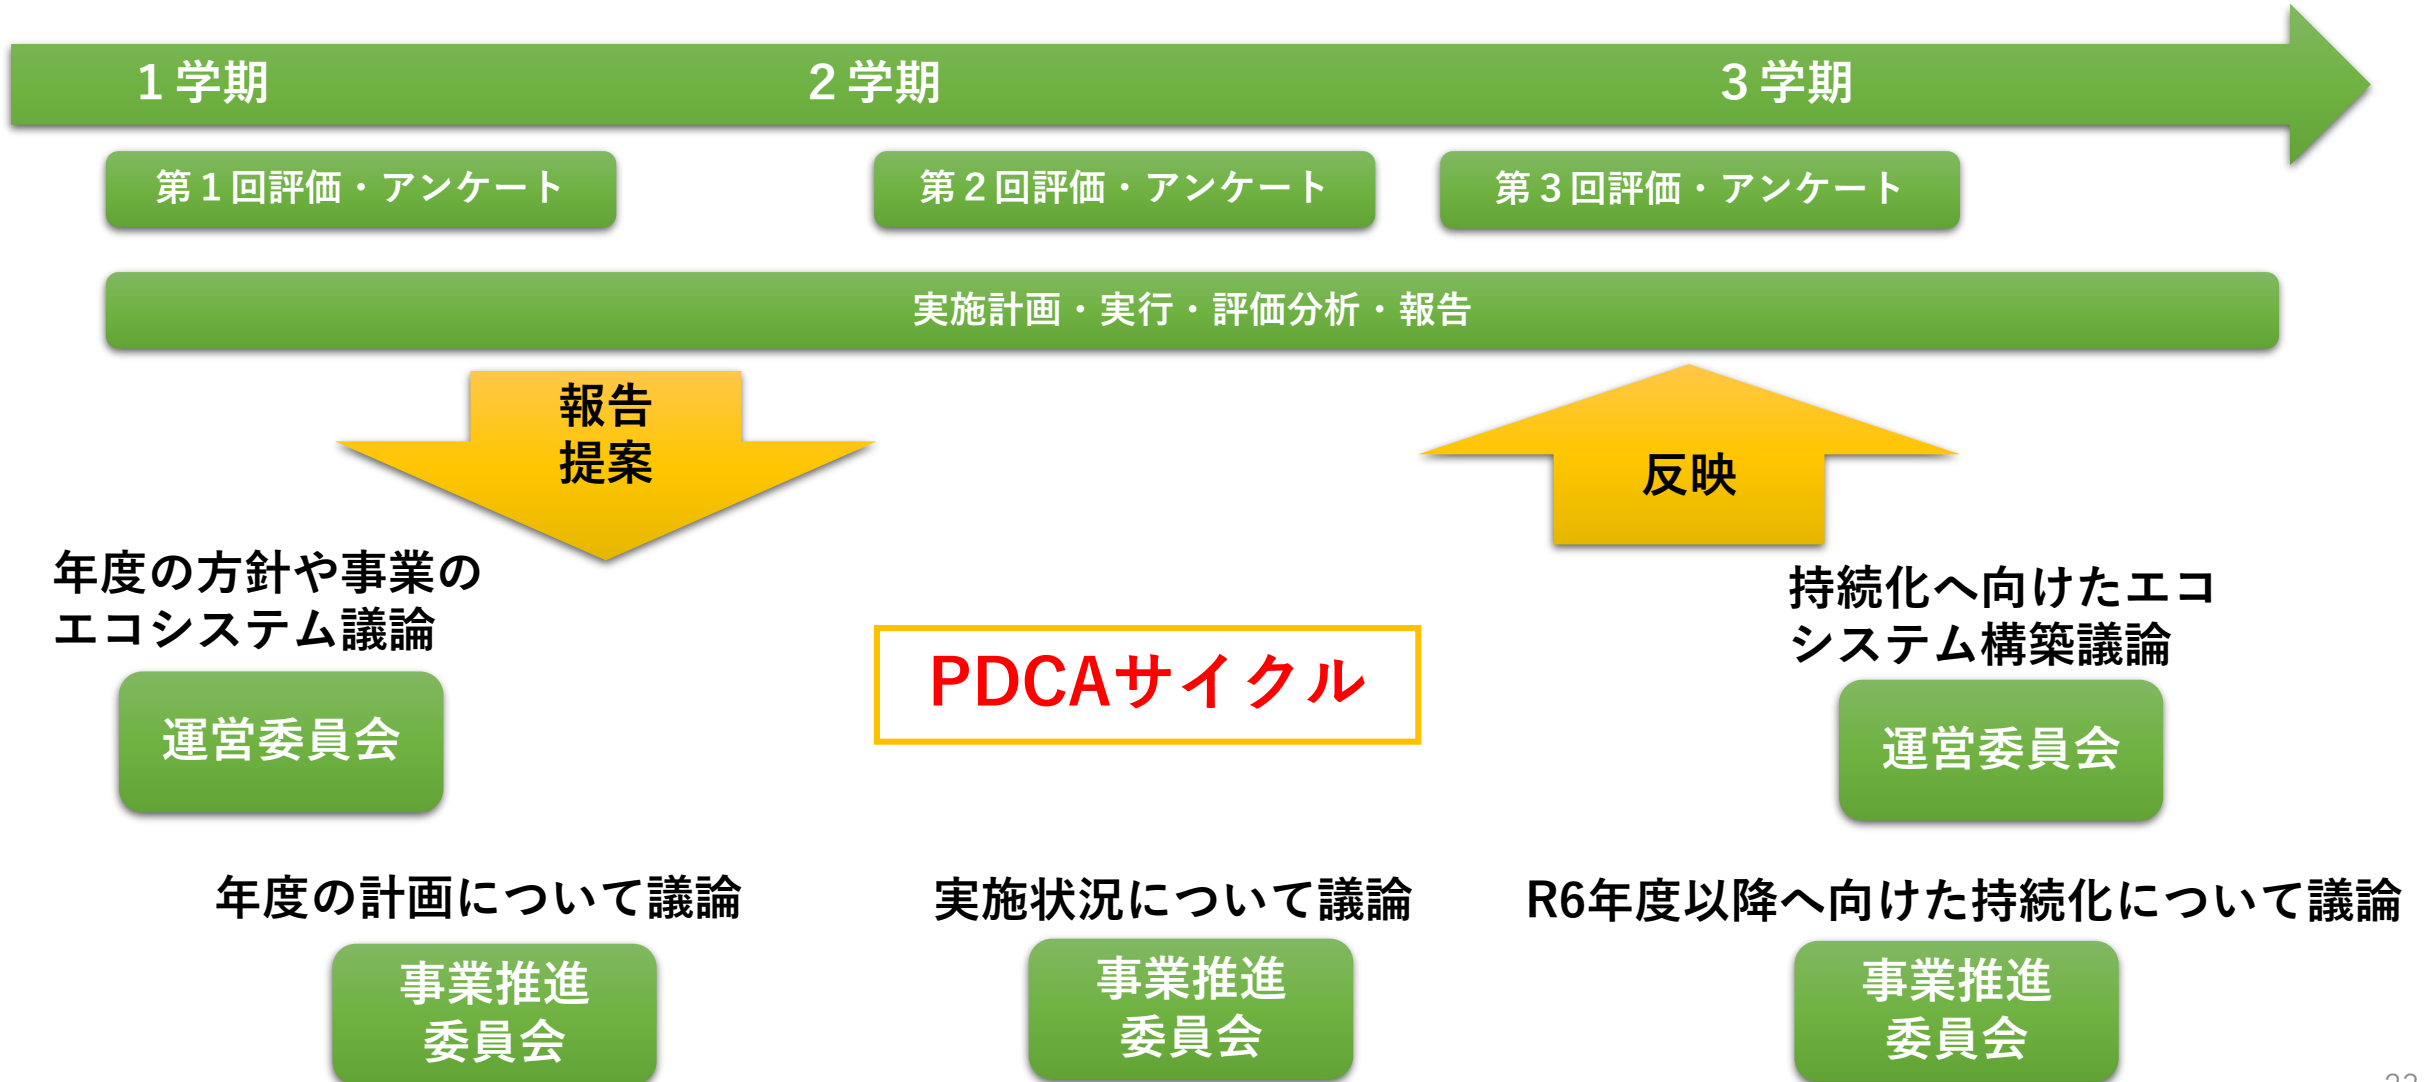 １学期
２学期
３学期
第１回評価・アンケート
第２回評価・アンケート
第３回評価・アンケート
実施計画・実行・評価分析・報告
報告
提案
反映
年度の方針や事業の
エコシステム議論
運営委員会
PDCAサイクル
持続化へ向けたエコ
システム構築議論
運営委員会
年度の計画について議論
事業推進
委員会
実施状況について議論
事業推進
委員会
R6年度以降へ向けた持続化について議論
事業推進
委員会